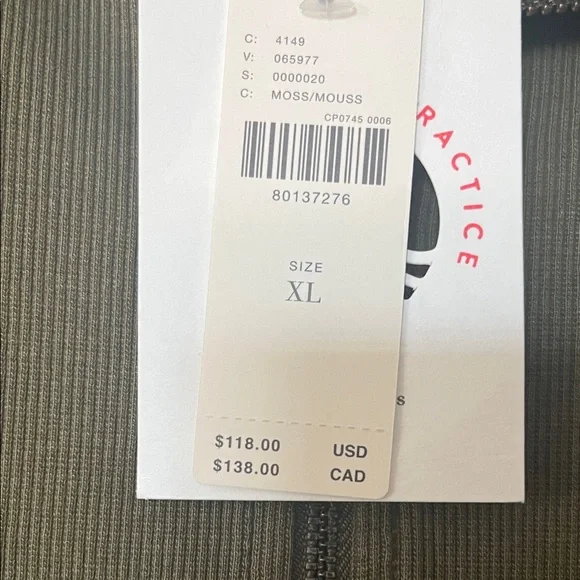 C: 4149
V: 065977
S: 0000020
C: MOSS/MOUSS
CP0745 0006
80137276
SIZE
XL
$118.00 USD
$138.00 CAD
RACTICE
s